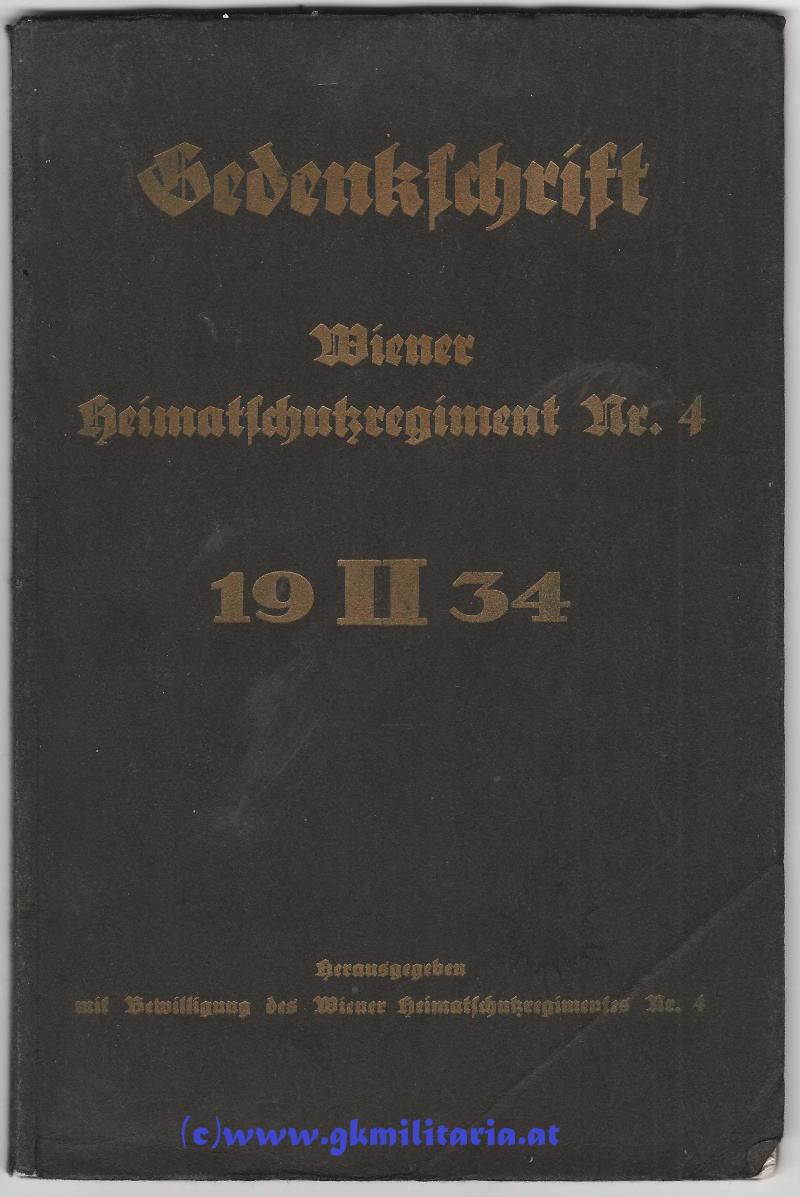 Gedenkschrift
Wiener
Heimatschutzregiment Nr. 4
19 II 34
Herausgegeben
mit Bewilligung des Wiener Heimatschutzregimentes Nr. 4
(c)www.gkmilitaria.at